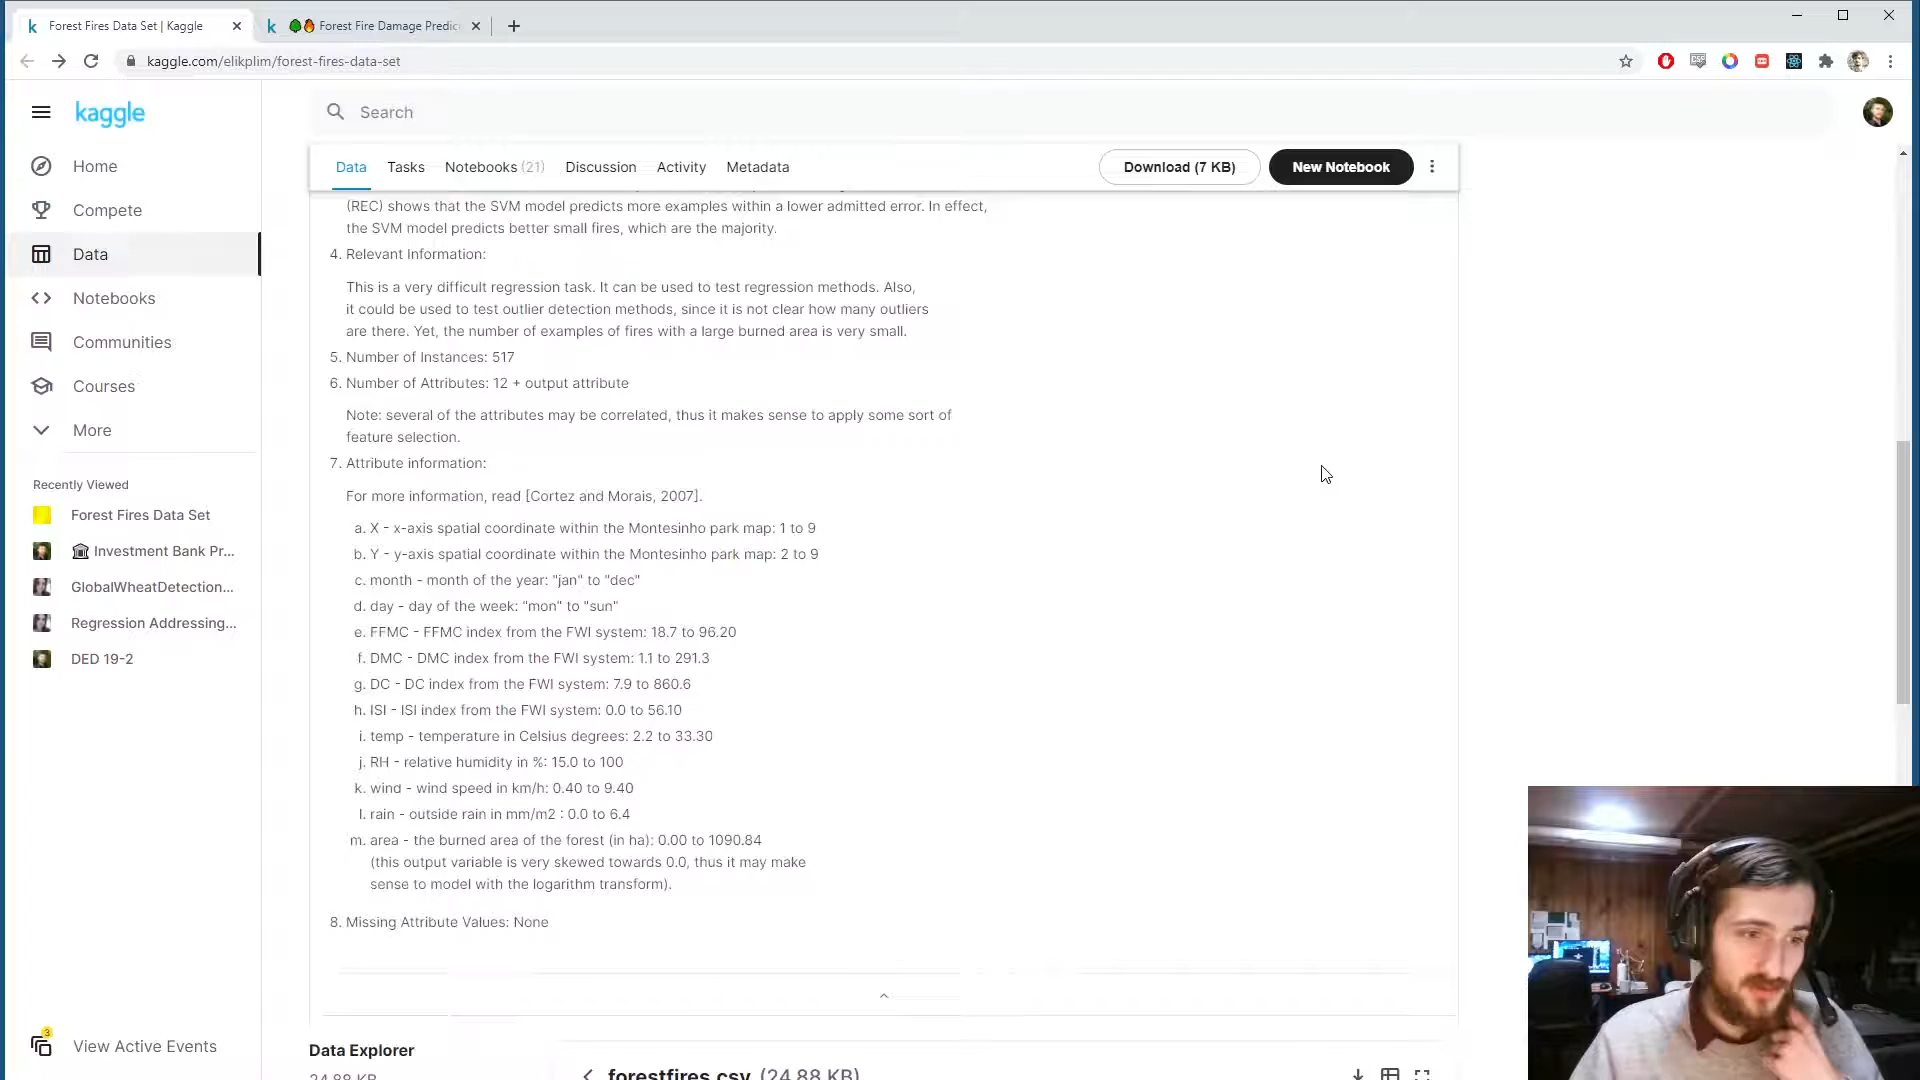 Forest Fires Data Set | Kaggle
Forest Fire Damage Predic
kaggle.com/elikplim/forest-fires-data-set
kaggle
Search
Home
Compete
Data
Notebooks
Communities
Courses
More
Recently Viewed
Forest Fires Data Set
Investment Bank Pr...
GlobalWheatDetection...
Regression Addressing...
DED 19-2
3
View Active Events
Data Tasks Notebooks (21) Discussion Activity Metadata
Download (7 KB) New Notebook
(REC) shows that the SVM model predicts more examples within a lower admitted error. In effect,
the SVM model predicts better small fires, which are the majority.
4. Relevant Information:
This is a very difficult regression task. It can be used to test regression methods. Also,
it could be used to test outlier detection methods, since it is not clear how many outliers
are there. Yet, the number of examples of fires with a large burned area is very small.
5. Number of Instances: 517
6. Number of Attributes: 12 + output attribute
Note: several of the attributes may be correlated, thus it makes sense to apply some sort of
feature selection.
7. Attribute information:
For more information, read [Cortez and Morais, 2007].
a. X - x-axis spatial coordinate within the Montesinho park map: 1 to 9
b. Y - y-axis spatial coordinate within the Montesinho park map: 2 to 9
c. month - month of the year: "jan" to "dec"
d. day - day of the week: "mon" to "sun"
e. FFMC - FFMC index from the FWI system: 18.7 to 96.20
f. DMC - DMC index from the FWI system: 1.1 to 291.3
g. DC - DC index from the FWI system: 7.9 to 860.6
h. ISI - ISI index from the FWI system: 0.0 to 56.10
i. temp - temperature in Celsius degrees: 2.2 to 33.30
j. RH - relative humidity in %: 15.0 to 100
k. wind - wind speed in km/h: 0.40 to 9.40
l. rain - outside rain in mm/m2 : 0.0 to 6.4
m. area - the burned area of the forest (in ha): 0.00 to 1090.84
(this output variable is very skewed towards 0.0, thus it may make
sense to model with the logarithm transform).
8. Missing Attribute Values: None
Data Explorer
24.88 KB
forestfires.csv (24.88 KB)